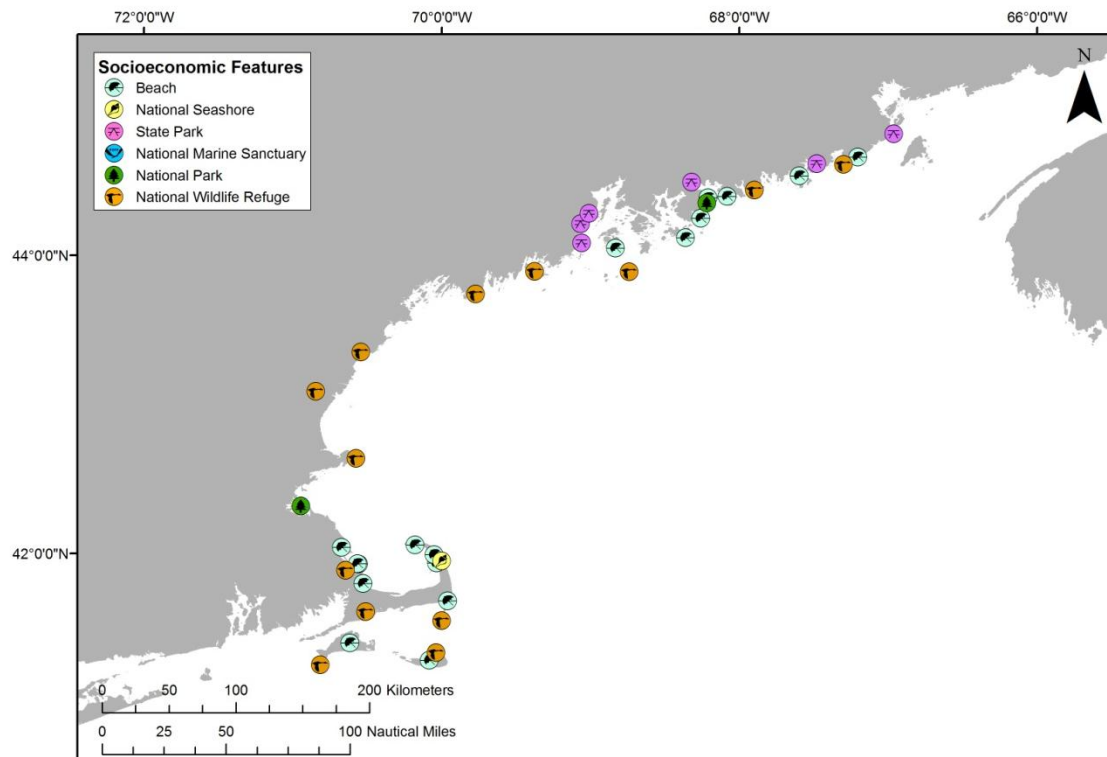 72°0'0"W 70°0'0"W 68°0'0"W 66°0'0"W
Socioeconomic Features
Beach
National Seashore
State Park
National Marine Sanctuary
National Park
National Wildlife Refuge
N
44°0'0"N
42°0'0"N
0 50 100 200 Kilometers
0 25 50 100 Nautical Miles